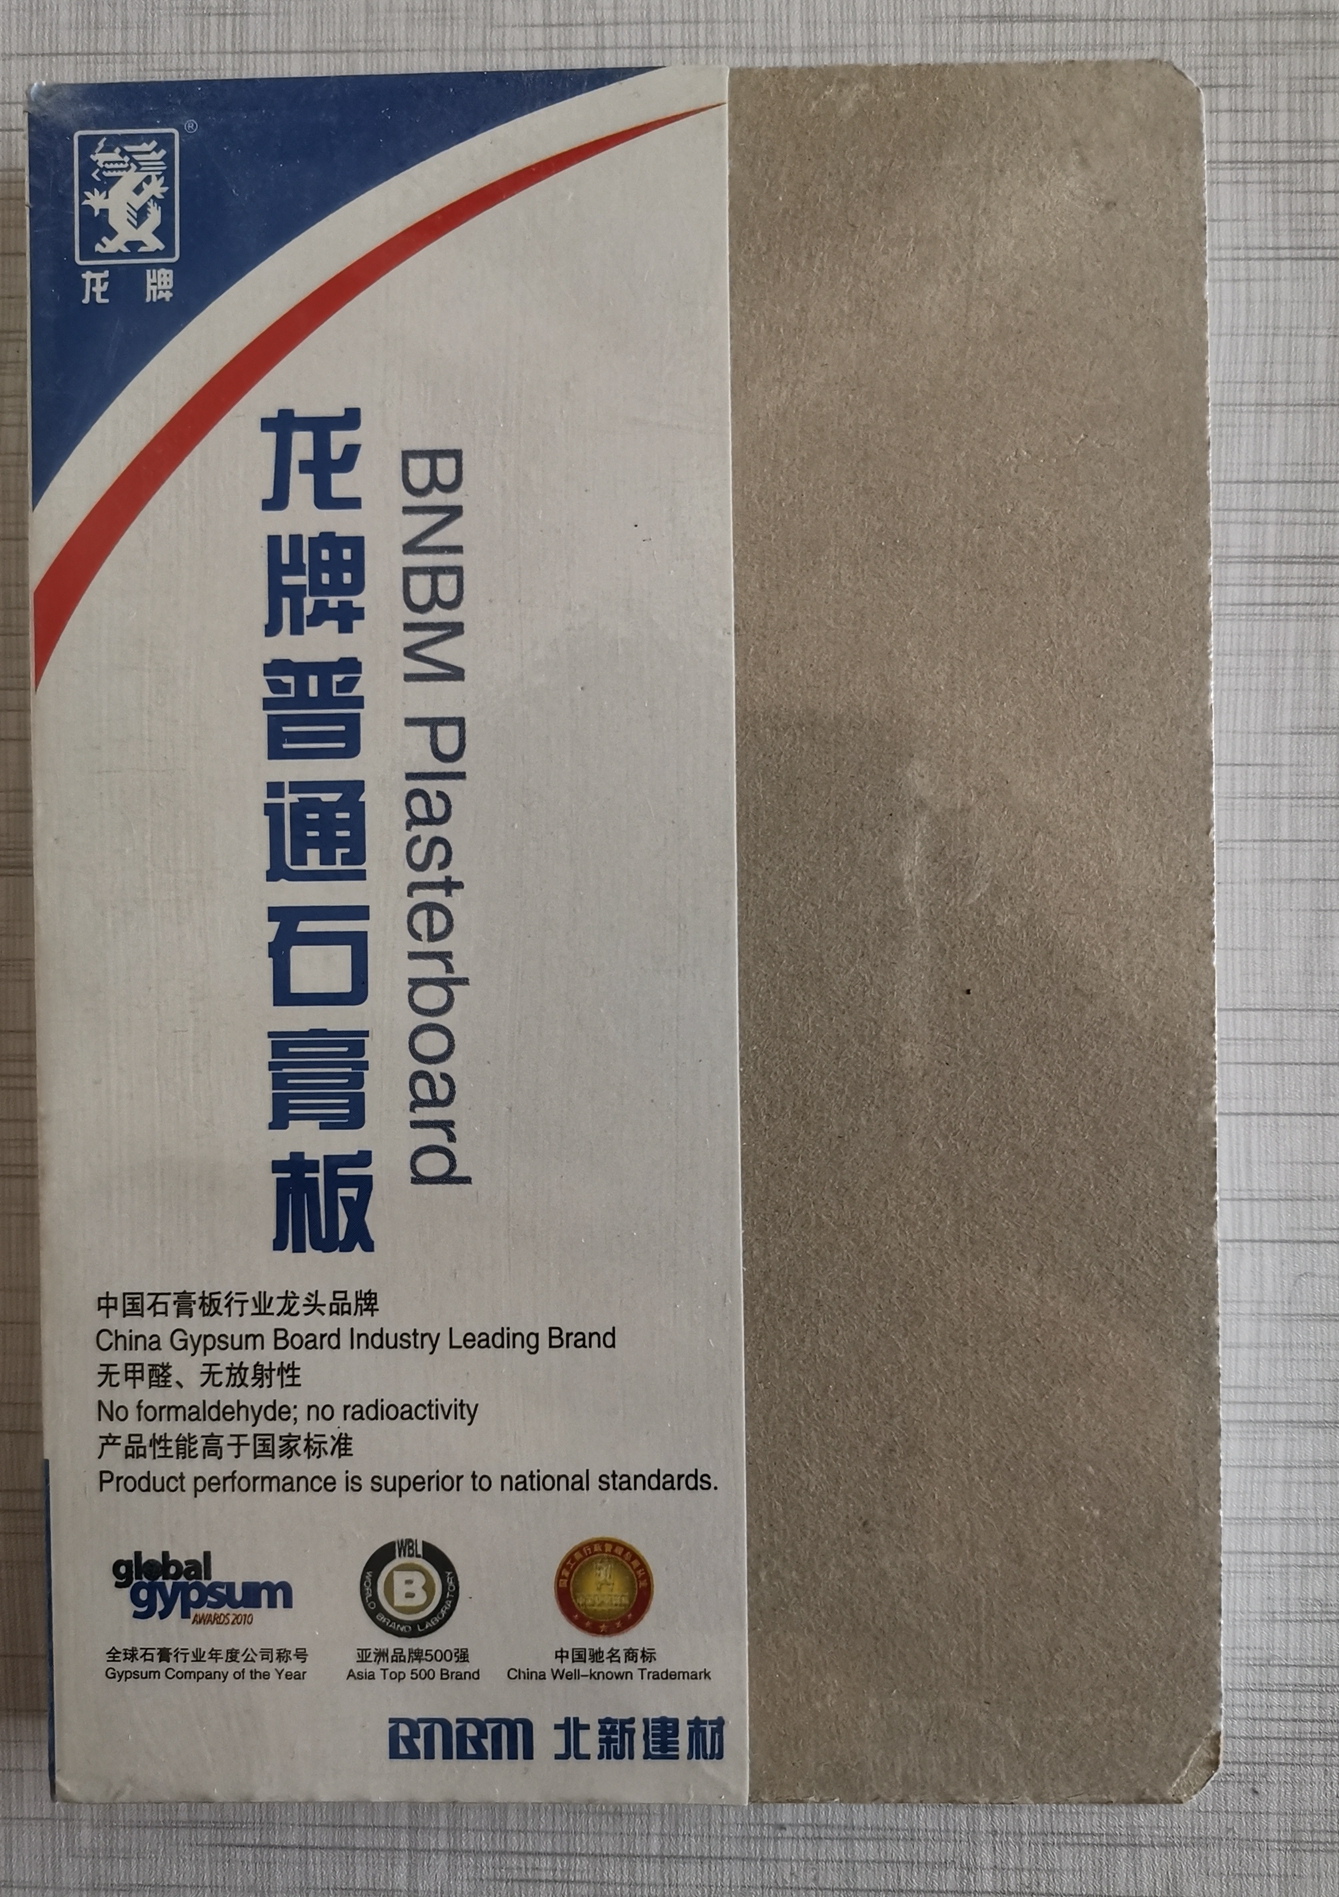 ®
龙 牌
龙牌普通石膏板
BNBM Plasterboard
中国石膏板行业龙头品牌
China Gypsum Board Industry Leading Brand
无甲醛、无放射性
No formaldehyde; no radioactivity
产品性能高于国家标准
Product performance is superior to national standards.
global
gypsum
AWARDS 2010
全球石膏行业年度公司称号
Gypsum Company of the Year
WBL
B
WORLD BRAND LABORATORY
亚洲品牌500强
Asia Top 500 Brand
中国驰名商标
China Well-known Trademark
BNBM 北新建材